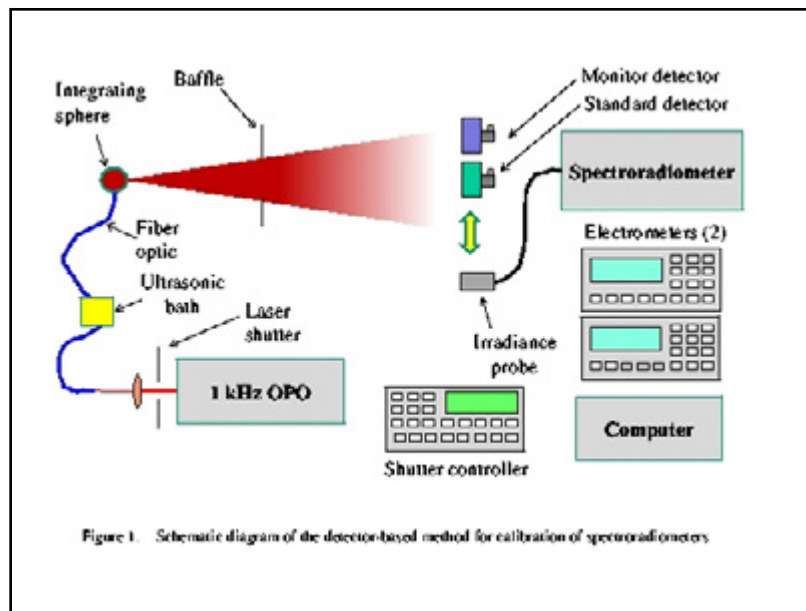 Integrating
sphere
Baffle
Monitor detector
Standard detector
Spectroradiometer
Fiber
optic
Electrometers (2)
Ultrasonic
bath
Laser
shutter
Irradiance
probe
1 kHz OPO
Computer
Shutter controller
Figure 1. Schematic diagram of the detector-based method for calibration of spectroradiometers